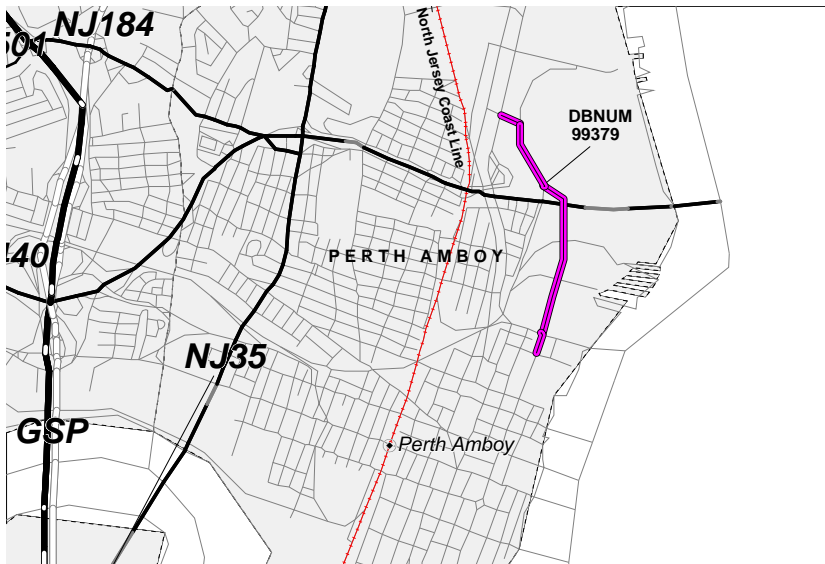 NJ184
501
North Jersey Coast Line
DBNUM
99379
440
PERTH AMBOY
NJ35
GSP
Perth Amboy